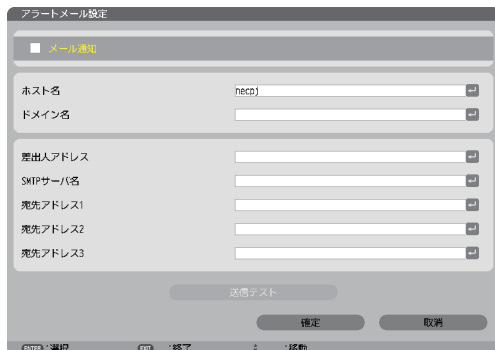 アラートメール設定
メール通知
ホスト名 necpj
ドメイン名
差出人アドレス
SMTPサーバ名
宛先アドレス1
宛先アドレス2
宛先アドレス3
送信テスト
確定 取消
ENTER :選択 EXIT :終了 :移動